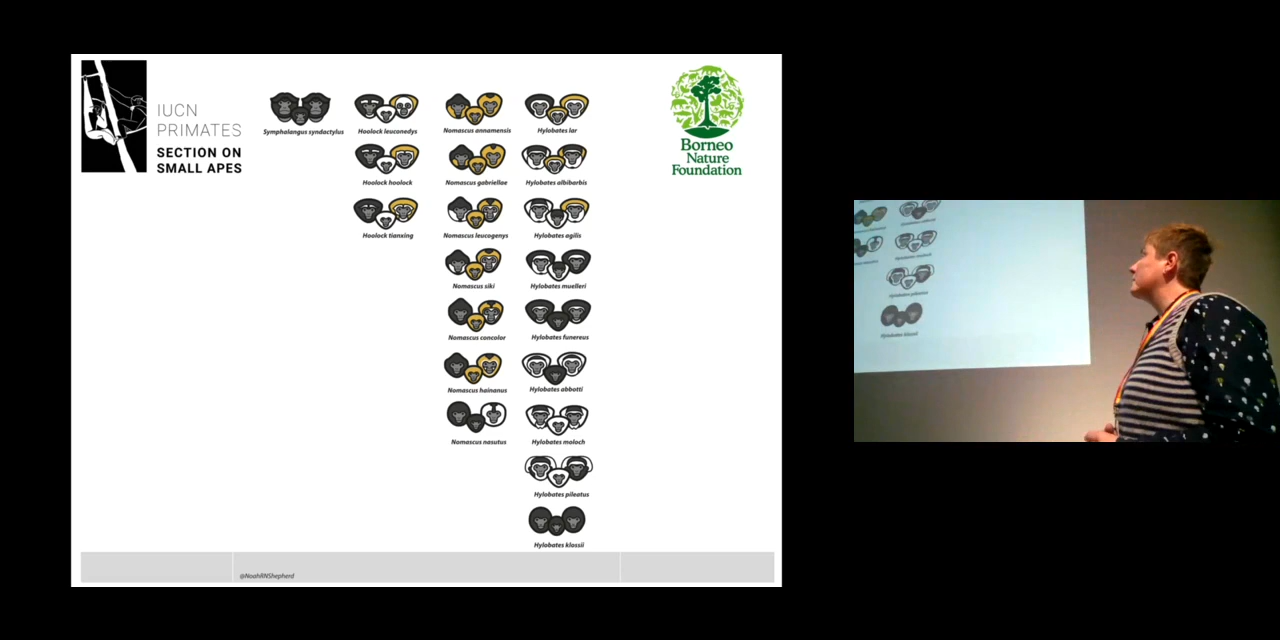 IUCN
PRIMATES
SECTION ON
SMALL APES
Symphalangus syndactylus
Hoolock leuconedys
Nomascus annamensis
Hylobates lar
Hoolock hoolock
Nomascus gabriellae
Hylobates albibarbis
Hoolock tianxing
Nomascus leucogenys
Hylobates agilis
Nomascus siki
Hylobates muelleri
Nomascus concolor
Hylobates funereus
Nomascus hainanus
Hylobates abbotti
Nomascus nasutus
Hylobates moloch
Hylobates pileatus
Hylobates klossii
Borneo
Nature
Foundation
@NoahRNShepherd